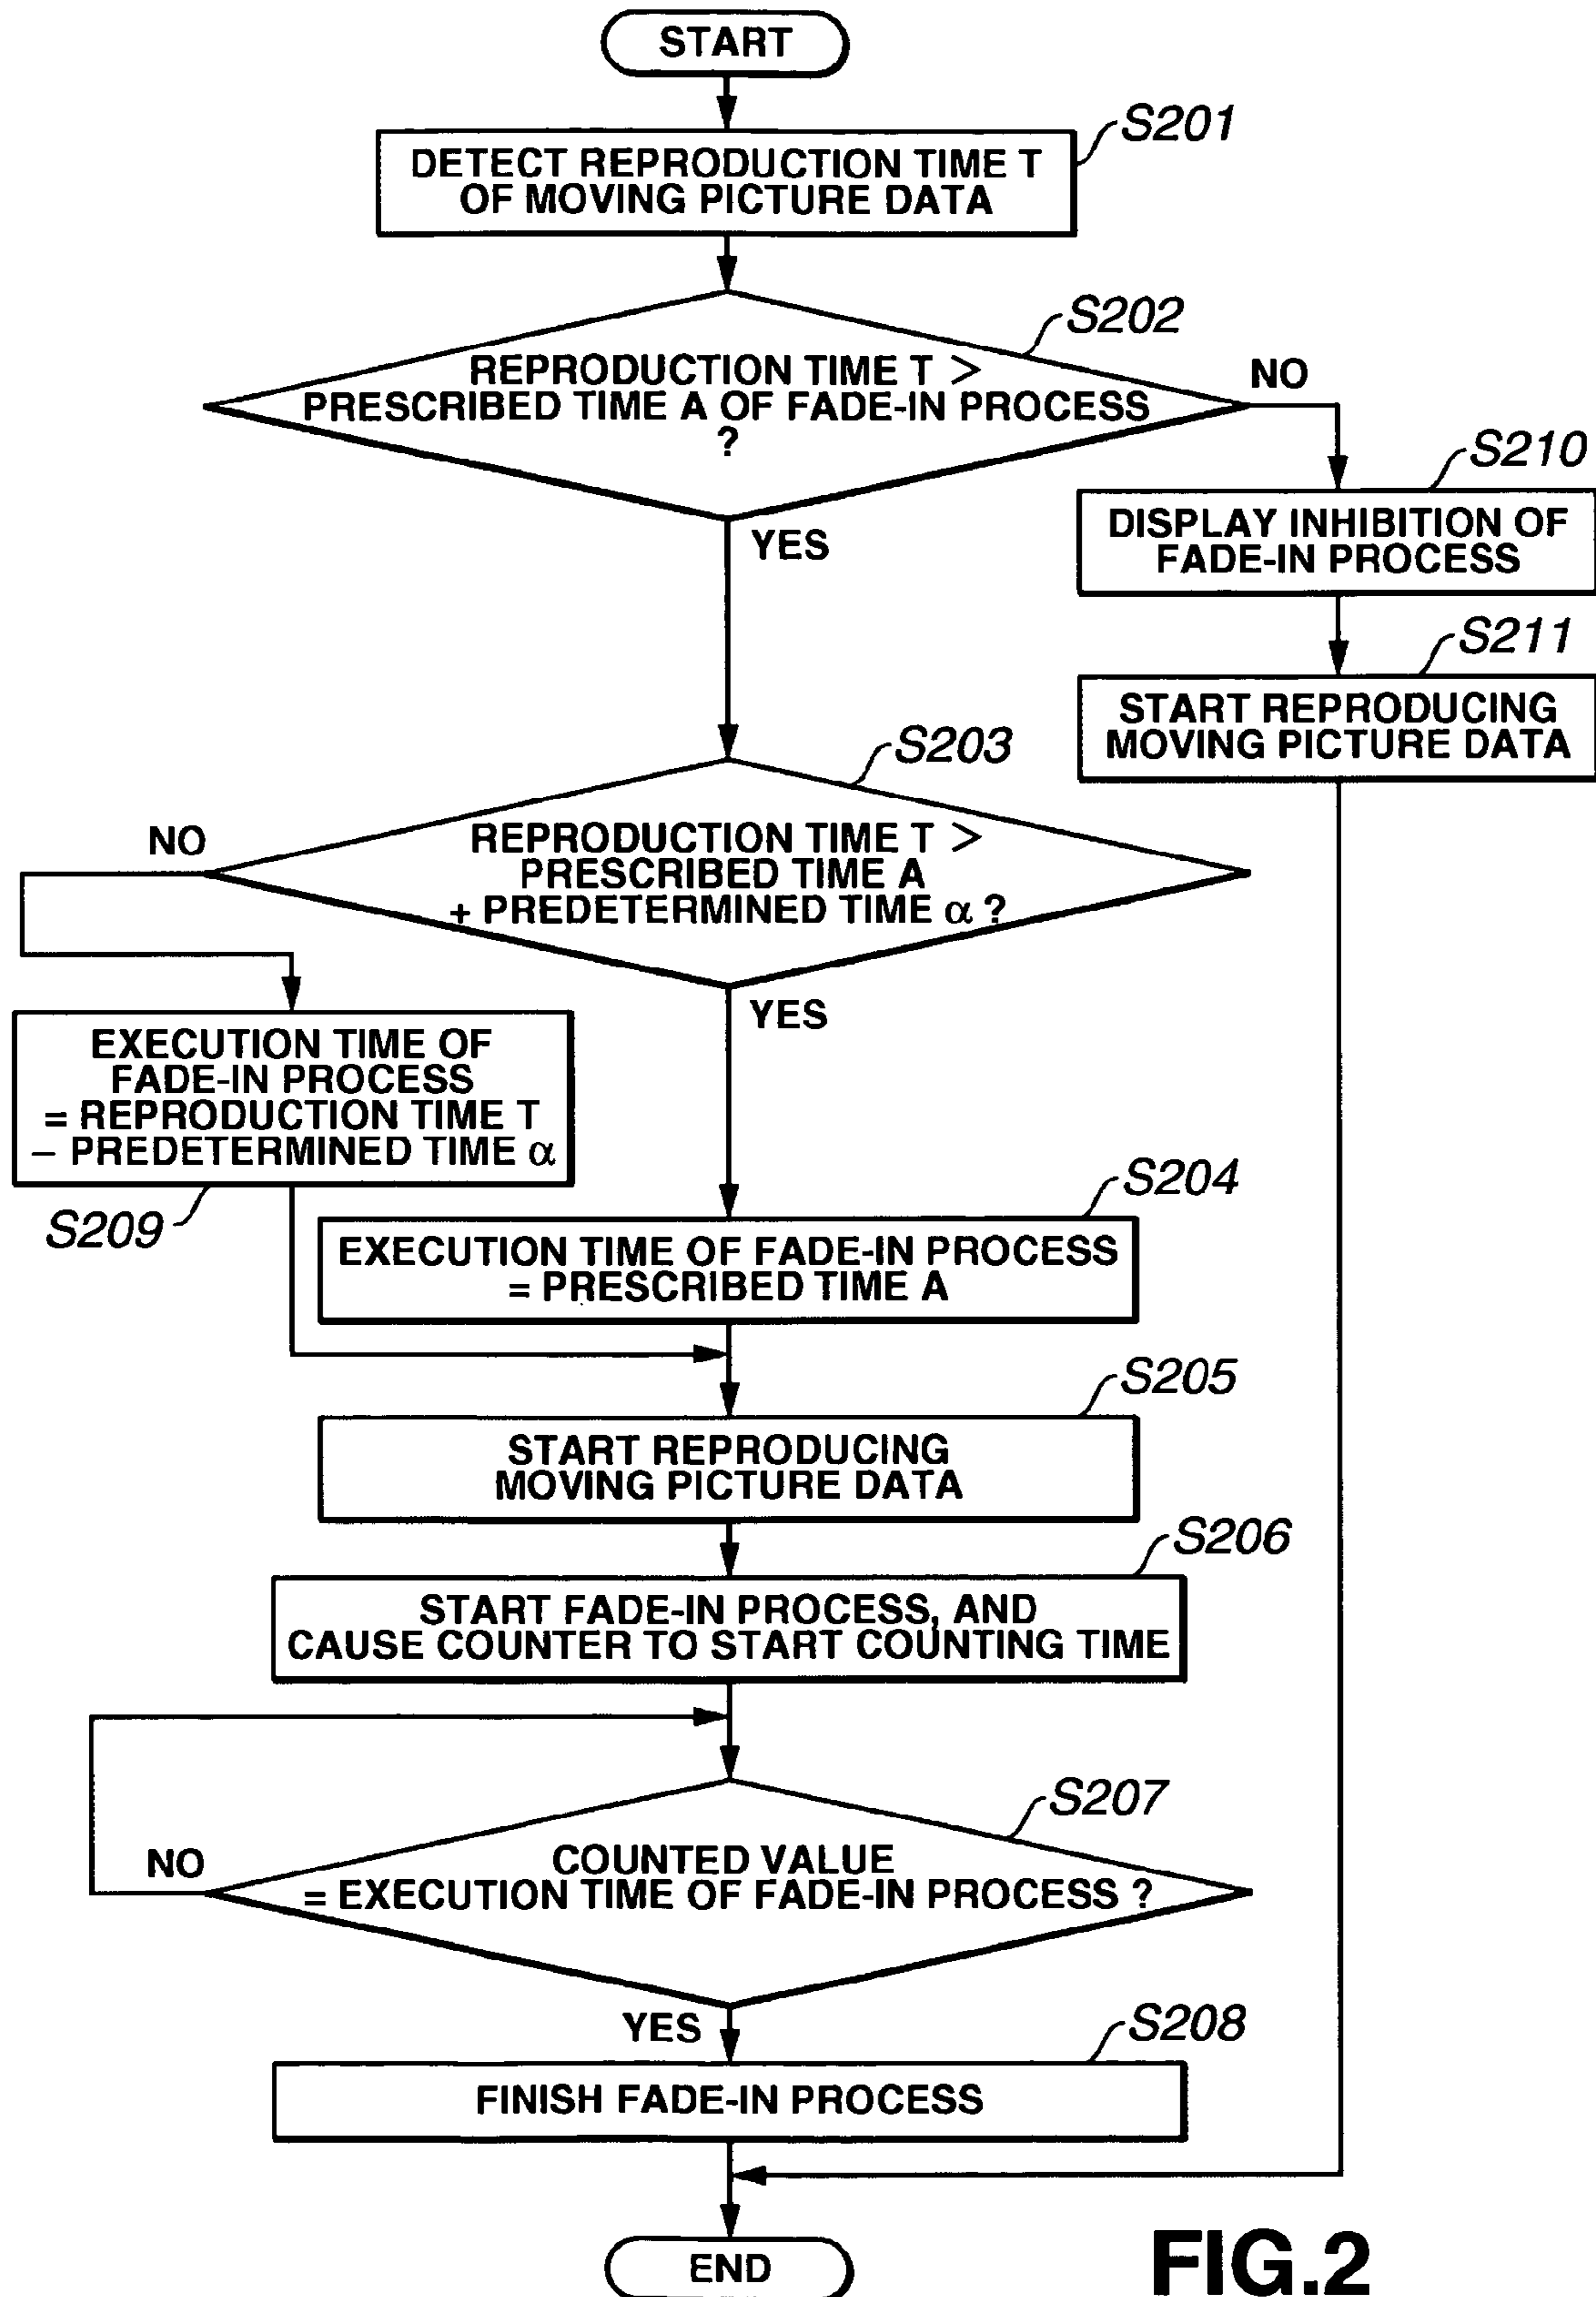 START
S201
DETECT REPRODUCTION TIME T
OF MOVING PICTURE DATA
S202
REPRODUCTION TIME T >
PRESCRIBED TIME A OF FADE-IN PROCESS
?
NO
YES
S210
DISPLAY INHIBITION OF
FADE-IN PROCESS
S211
START REPRODUCING
MOVING PICTURE DATA
S203
REPRODUCTION TIME T >
PRESCRIBED TIME A
+ PREDETERMINED TIME α ?
NO
YES
EXECUTION TIME OF
FADE-IN PROCESS
= REPRODUCTION TIME T
– PREDETERMINED TIME α
S209
S204
EXECUTION TIME OF FADE-IN PROCESS
= PRESCRIBED TIME A
S205
START REPRODUCING
MOVING PICTURE DATA
S206
START FADE-IN PROCESS, AND
CAUSE COUNTER TO START COUNTING TIME
S207
COUNTED VALUE
= EXECUTION TIME OF FADE-IN PROCESS ?
NO
YES
S208
FINISH FADE-IN PROCESS
END
FIG.2